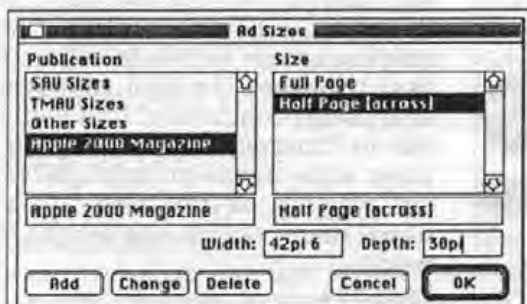 Ad Sizes
Publication
SAU Sizes
TMAU Sizes
Other Sizes
Apple 2000 Magazine
Apple 2000 Magazine
Size
Full Page
Half Page (across)
Half Page (across)
Width: 42pi 6 Depth: 30pi
Add Change Delete Cancel OK